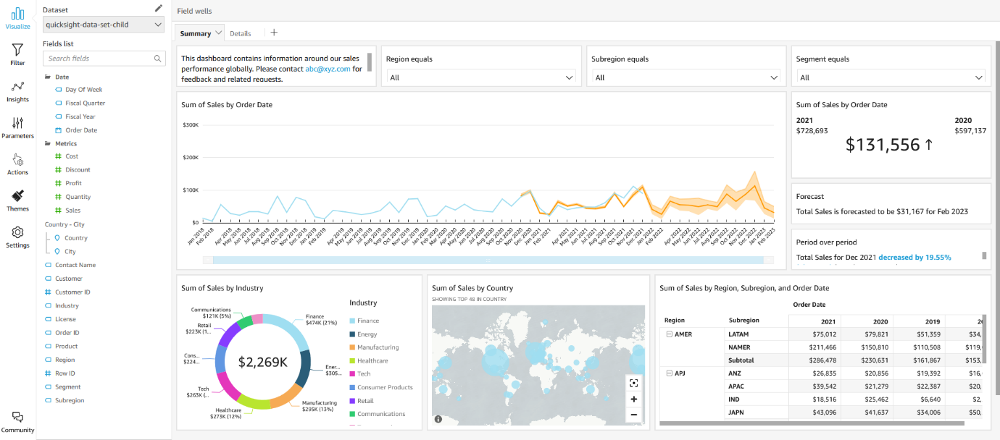 Visualize
Filter
Insights
Parameters
Actions
Themes
Settings
Community
Dataset
quicksight-data-set-child
Fields list
Search fields
Date
Day Of Week
Fiscal Quarter
Fiscal Year
Order Date
Metrics
Cost
Discount
Profit
Quantity
Sales
Country - City
Country
City
Contact Name
Customer
Customer ID
Industry
License
Order ID
Product
Region
Row ID
Segment
Subregion
Field wells
Summary
Details
This dashboard contains information around our sales
performance globally. Please contact abc@xyz.com for
feedback and related requests.
Region equals
All
Subregion equals
All
Segment equals
All
Sum of Sales by Order Date
$300K
$200K
$100K
$0
Jan 2018
Feb 2018
Apr 2018
May 2018
Jun 2018
Jul 2018
Aug 2018
Sep 2018
Oct 2018
Nov 2018
Dec 2018
Jan 2019
Feb 2019
Apr 2019
May 2019
Jun 2019
Jul 2019
Aug 2019
Sep 2019
Oct 2019
Nov 2019
Dec 2019
Jan 2020
Feb 2020
Mar 2020
Apr 2020
May 2020
Jun 2020
Jul 2020
Aug 2020
Sep 2020
Oct 2020
Nov 2020
Dec 2020
Jan 2021
Feb 2021
Apr 2021
May 2021
Jun 2021
Jul 2021
Aug 2021
Sep 2021
Oct 2021
Nov 2021
Dec 2021
Jan 2022
Feb 2022
Apr 2022
May 2022
Jun 2022
Jul 2022
Aug 2022
Sep 2022
Oct 2022
Nov 2022
Dec 2022
Jan 2023
Feb 2023
Sum of Sales by Order Date
2021 2020
$728,693 $597,137
$131,556 ↑
Forecast
Total Sales is forecasted to be $31,167 for Feb 2023
Period over period
Total Sales for Dec 2021 decreased by 19.55%
Sum of Sales by Industry
Communications
$121K (5%)
Retail
$223K (1...
Cons...
$224...
Tech
$263K (...
Healthcare
$273K (12%)
Manufacturing
$295K (13%)
Ener...
$305...
Finance
$474K (21%)
$2,269K
Industry
Finance
Energy
Manufacturing
Healthcare
Tech
Consumer Products
Retail
Communications
Sum of Sales by Country
SHOWING TOP 48 IN COUNTRY
Sum of Sales by Region, Subregion, and Order Date
Order Date
Region Subregion 2021 2020 2019 20
AMER LATAM $75,012 $79,821 $51,359 $34,
NAMER $211,466 $150,810 $110,508 $119,
Subtotal $286,478 $230,631 $161,867 $153,
APJ ANZ $26,835 $20,856 $19,392 $16,
APAC $39,542 $21,279 $22,387 $20,
IND $18,516 $25,462 $6,640 $2,
JAPN $43,096 $41,637 $34,006 $50,